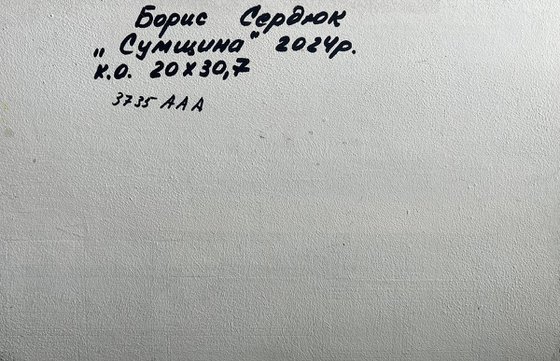 Борис Сердюк
„Сумщина" 2024р.
к.о. 20х30,7
3735 ААА